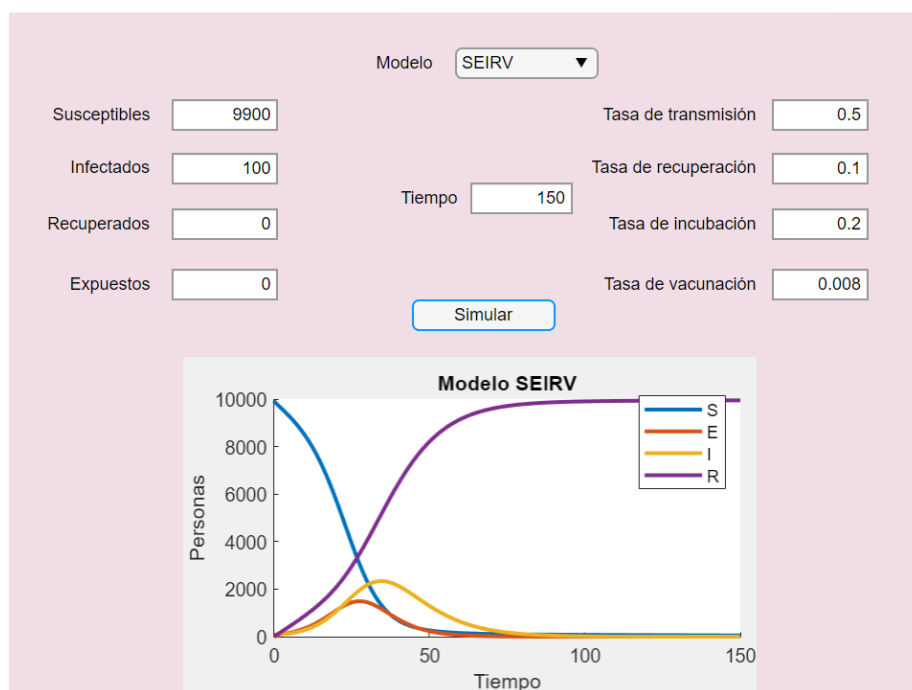 Modelo SEIRV
Susceptibles 9900
Tasa de transmisión 0.5
Infectados 100
Tasa de recuperación 0.1
Tiempo 150
Recuperados 0
Tasa de incubación 0.2
Expuestos 0
Tasa de vacunación 0.008
Simular
Modelo SEIRV
10000
8000
6000
4000
2000
0
Personas
S
E
I
R
0 50 100 150
Tiempo